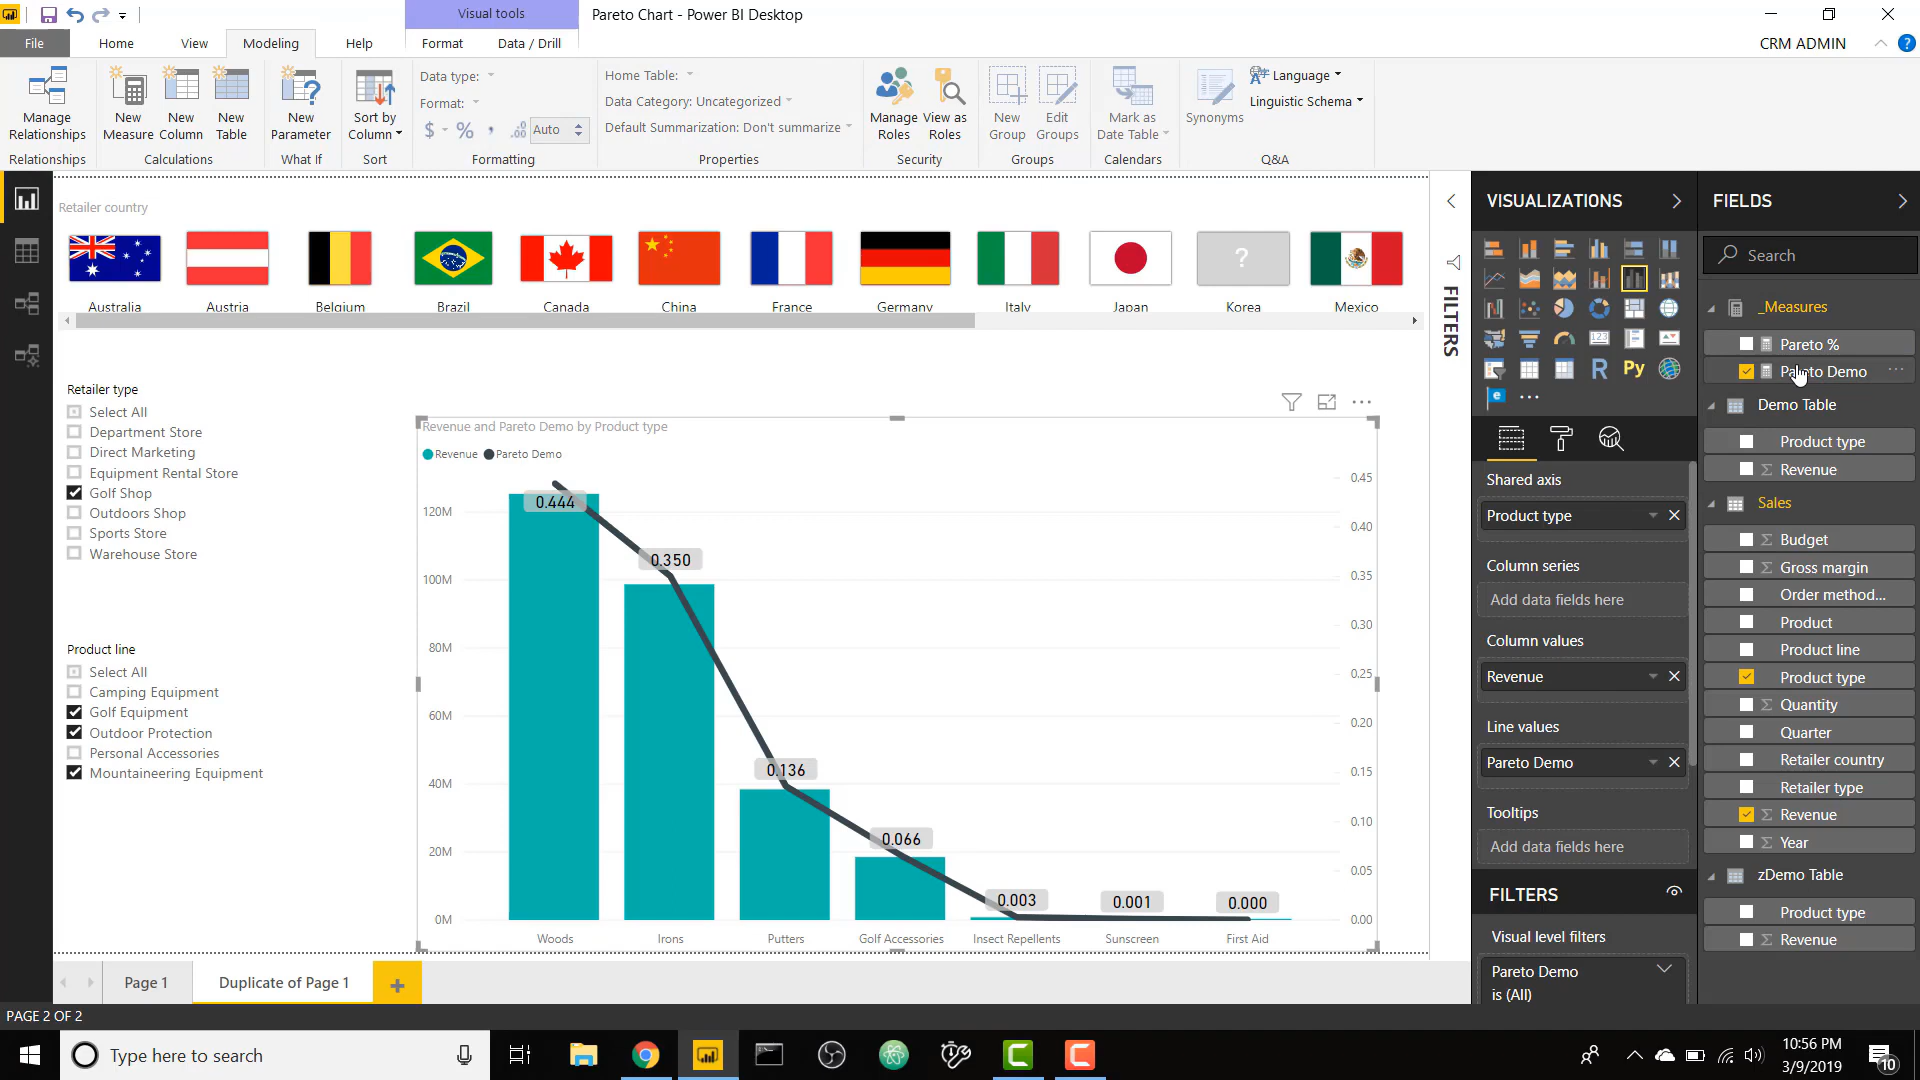 Visual tools
Pareto Chart - Power BI Desktop
File
Home
View
Modeling
Help
Format
Data / Drill
CRM ADMIN
?
Manage
Relationships
Relationships
New
Measure
New
Column
New
Table
Calculations
New
Parameter
What If
Sort by
Column
Sort
Data type:
Format:
$ % , .00 Auto
Formatting
Home Table:
Data Category: Uncategorized
Default Summarization: Don't summarize
Properties
Manage
Roles
View as
Roles
Security
New
Group
Edit
Groups
Groups
Mark as
Date Table
Calendars
Synonyms
Language
Linguistic Schema
Q&A
Retailer country
?
Australia
Austria
Belgium
Brazil
Canada
China
France
Germany
Italy
Japan
Korea
Mexico
Retailer type
Select All
Department Store
Direct Marketing
Equipment Rental Store
Golf Shop
Outdoors Shop
Sports Store
Warehouse Store
Product line
Select All
Camping Equipment
Golf Equipment
Outdoor Protection
Personal Accessories
Mountaineering Equipment
Revenue and Pareto Demo by Product type
Revenue
Pareto Demo
120M
100M
80M
60M
40M
20M
0M
0.444
0.350
0.136
0.066
0.003
0.001
0.000
0.45
0.40
0.35
0.30
0.25
0.20
0.15
0.10
0.05
0.00
Woods
Irons
Putters
Golf Accessories
Insect Repellents
Sunscreen
First Aid
FILTERS
VISUALIZATIONS
R
Py
123
Shared axis
Product type
Column series
Add data fields here
Column values
Revenue
Line values
Pareto Demo
Tooltips
Add data fields here
FILTERS
Visual level filters
Pareto Demo
is (All)
FIELDS
Search
_Measures
Pareto %
Pareto Demo
Demo Table
Product type
Revenue
Sales
Budget
Gross margin
Order method...
Product
Product line
Product type
Quantity
Quarter
Retailer country
Retailer type
Revenue
Year
zDemo Table
Product type
Revenue
Page 1
Duplicate of Page 1
PAGE 2 OF 2
Type here to search
10:56 PM
3/9/2019
10